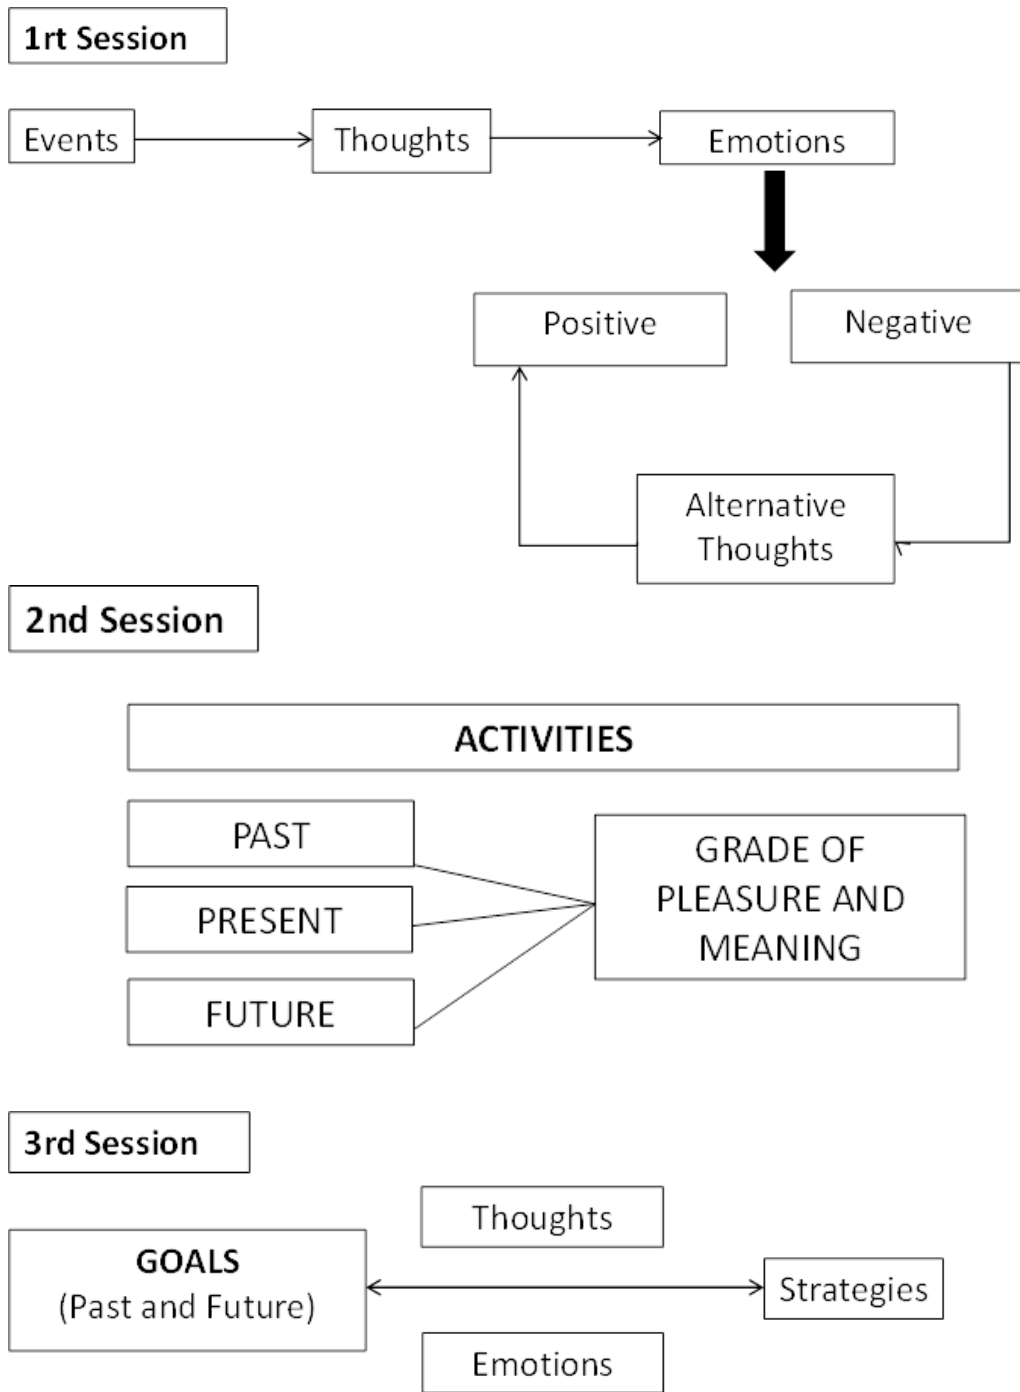 1rt Session
Events
Thoughts
Emotions
Positive
Negative
Alternative
Thoughts
2nd Session
ACTIVITIES
PAST
PRESENT
FUTURE
GRADE OF
PLEASURE AND
MEANING
3rd Session
Thoughts
GOALS
(Past and Future)
Strategies
Emotions